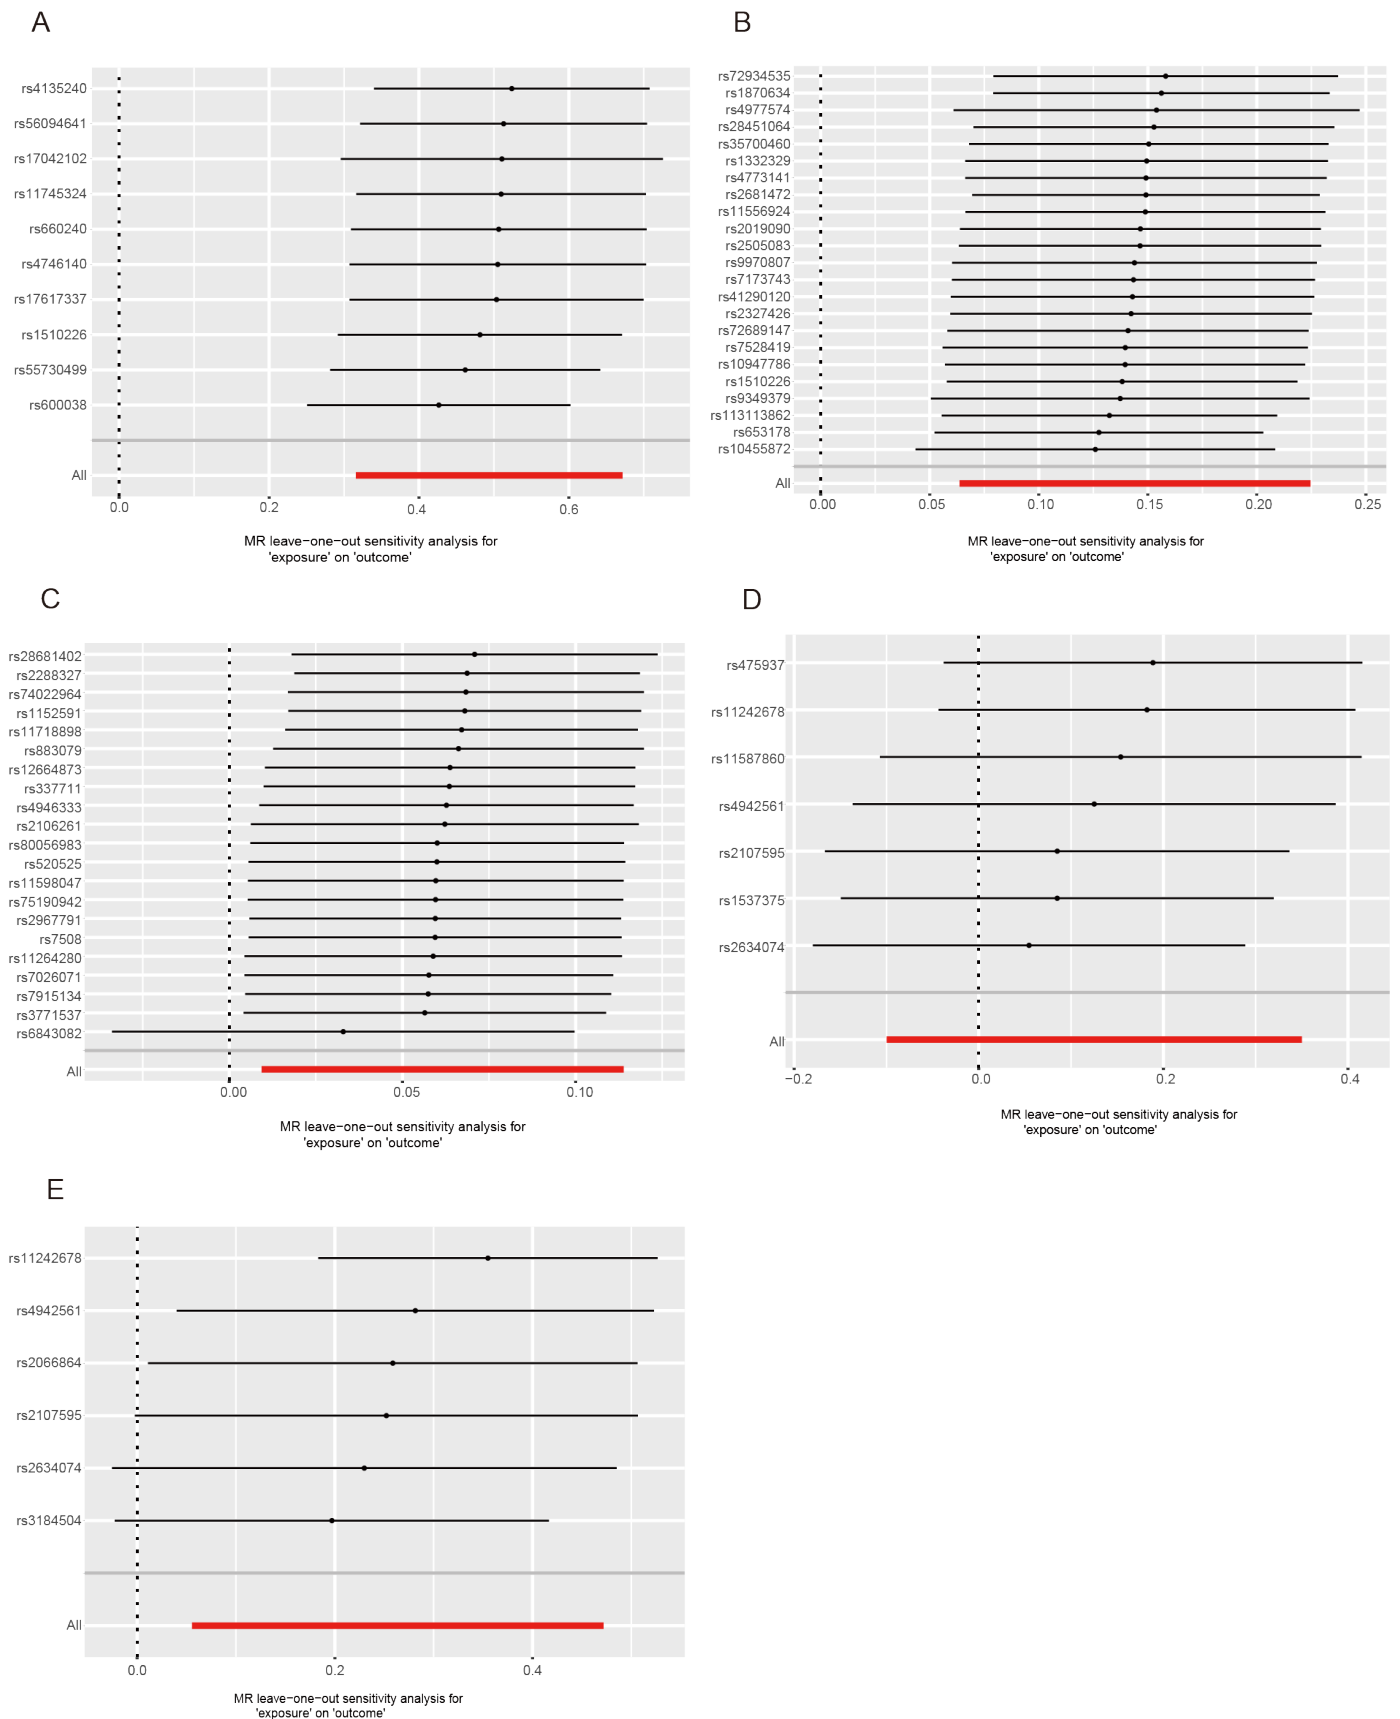 A
rs4135240
rs56094641
rs17042102
rs11745324
rs660240
rs4746140
rs17617337
rs1510226
rs55730499
rs600038
All
0.0 0.2 0.4 0.6
MR leave−one−out sensitivity analysis for
'exposure' on 'outcome'
B
rs72934535
rs1870634
rs4977574
rs28451064
rs35700460
rs1332329
rs4773141
rs2681472
rs11556924
rs2019090
rs2505083
rs9970807
rs7173743
rs41290120
rs2327426
rs72689147
rs7528419
rs10947786
rs1510226
rs9349379
rs113113862
rs653178
rs10455872
All
0.00 0.05 0.10 0.15 0.20 0.25
MR leave−one−out sensitivity analysis for
'exposure' on 'outcome'
C
rs28681402
rs2288327
rs74022964
rs1152591
rs11718898
rs883079
rs12664873
rs337711
rs4946333
rs2106261
rs80056983
rs520525
rs11598047
rs75190942
rs2967791
rs7508
rs11264280
rs7026071
rs7915134
rs3771537
rs6843082
All
0.00 0.05 0.10
MR leave−one−out sensitivity analysis for
'exposure' on 'outcome'
D
rs475937
rs11242678
rs11587860
rs4942561
rs2107595
rs1537375
rs2634074
All
−0.2 0.0 0.2 0.4
MR leave−one−out sensitivity analysis for
'exposure' on 'outcome'
E
rs11242678
rs4942561
rs2066864
rs2107595
rs2634074
rs3184504
All
0.0 0.2 0.4
MR leave−one−out sensitivity analysis for
'exposure' on 'outcome'